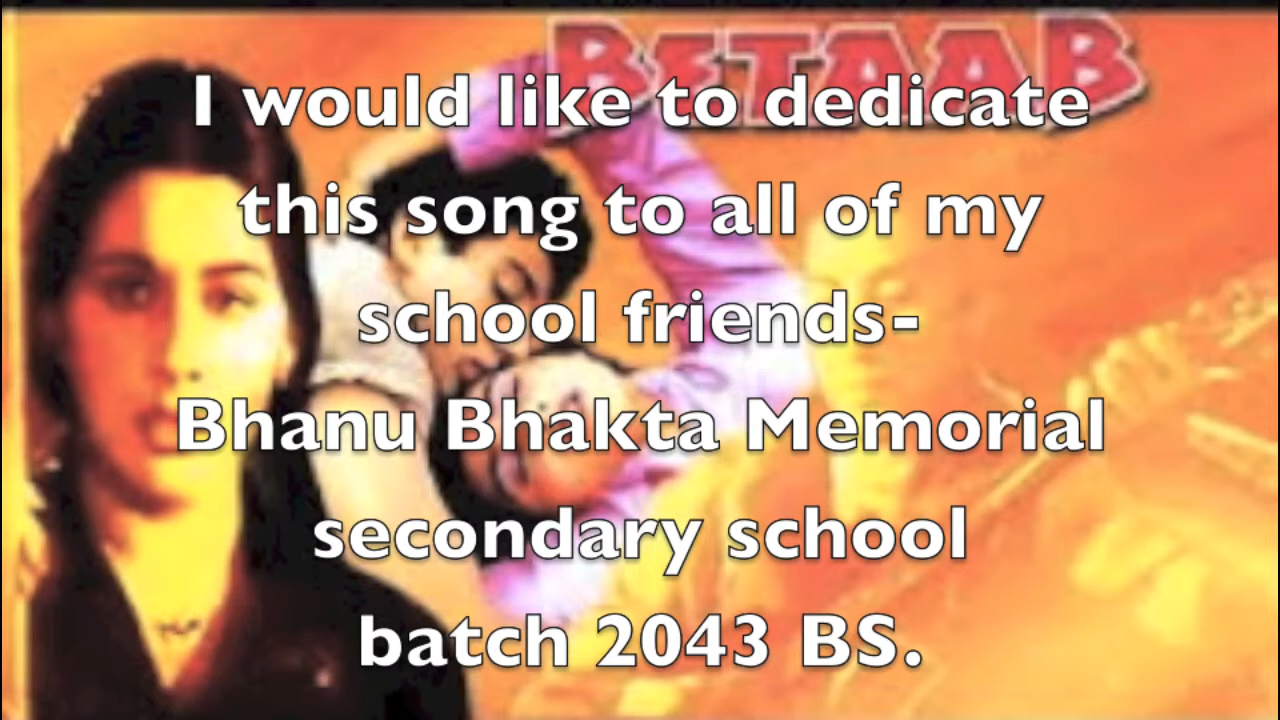 BETAAB
I would like to dedicate
this song to all of my
school friends-
Bhanu Bhakta Memorial
secondary school
batch 2043 BS.